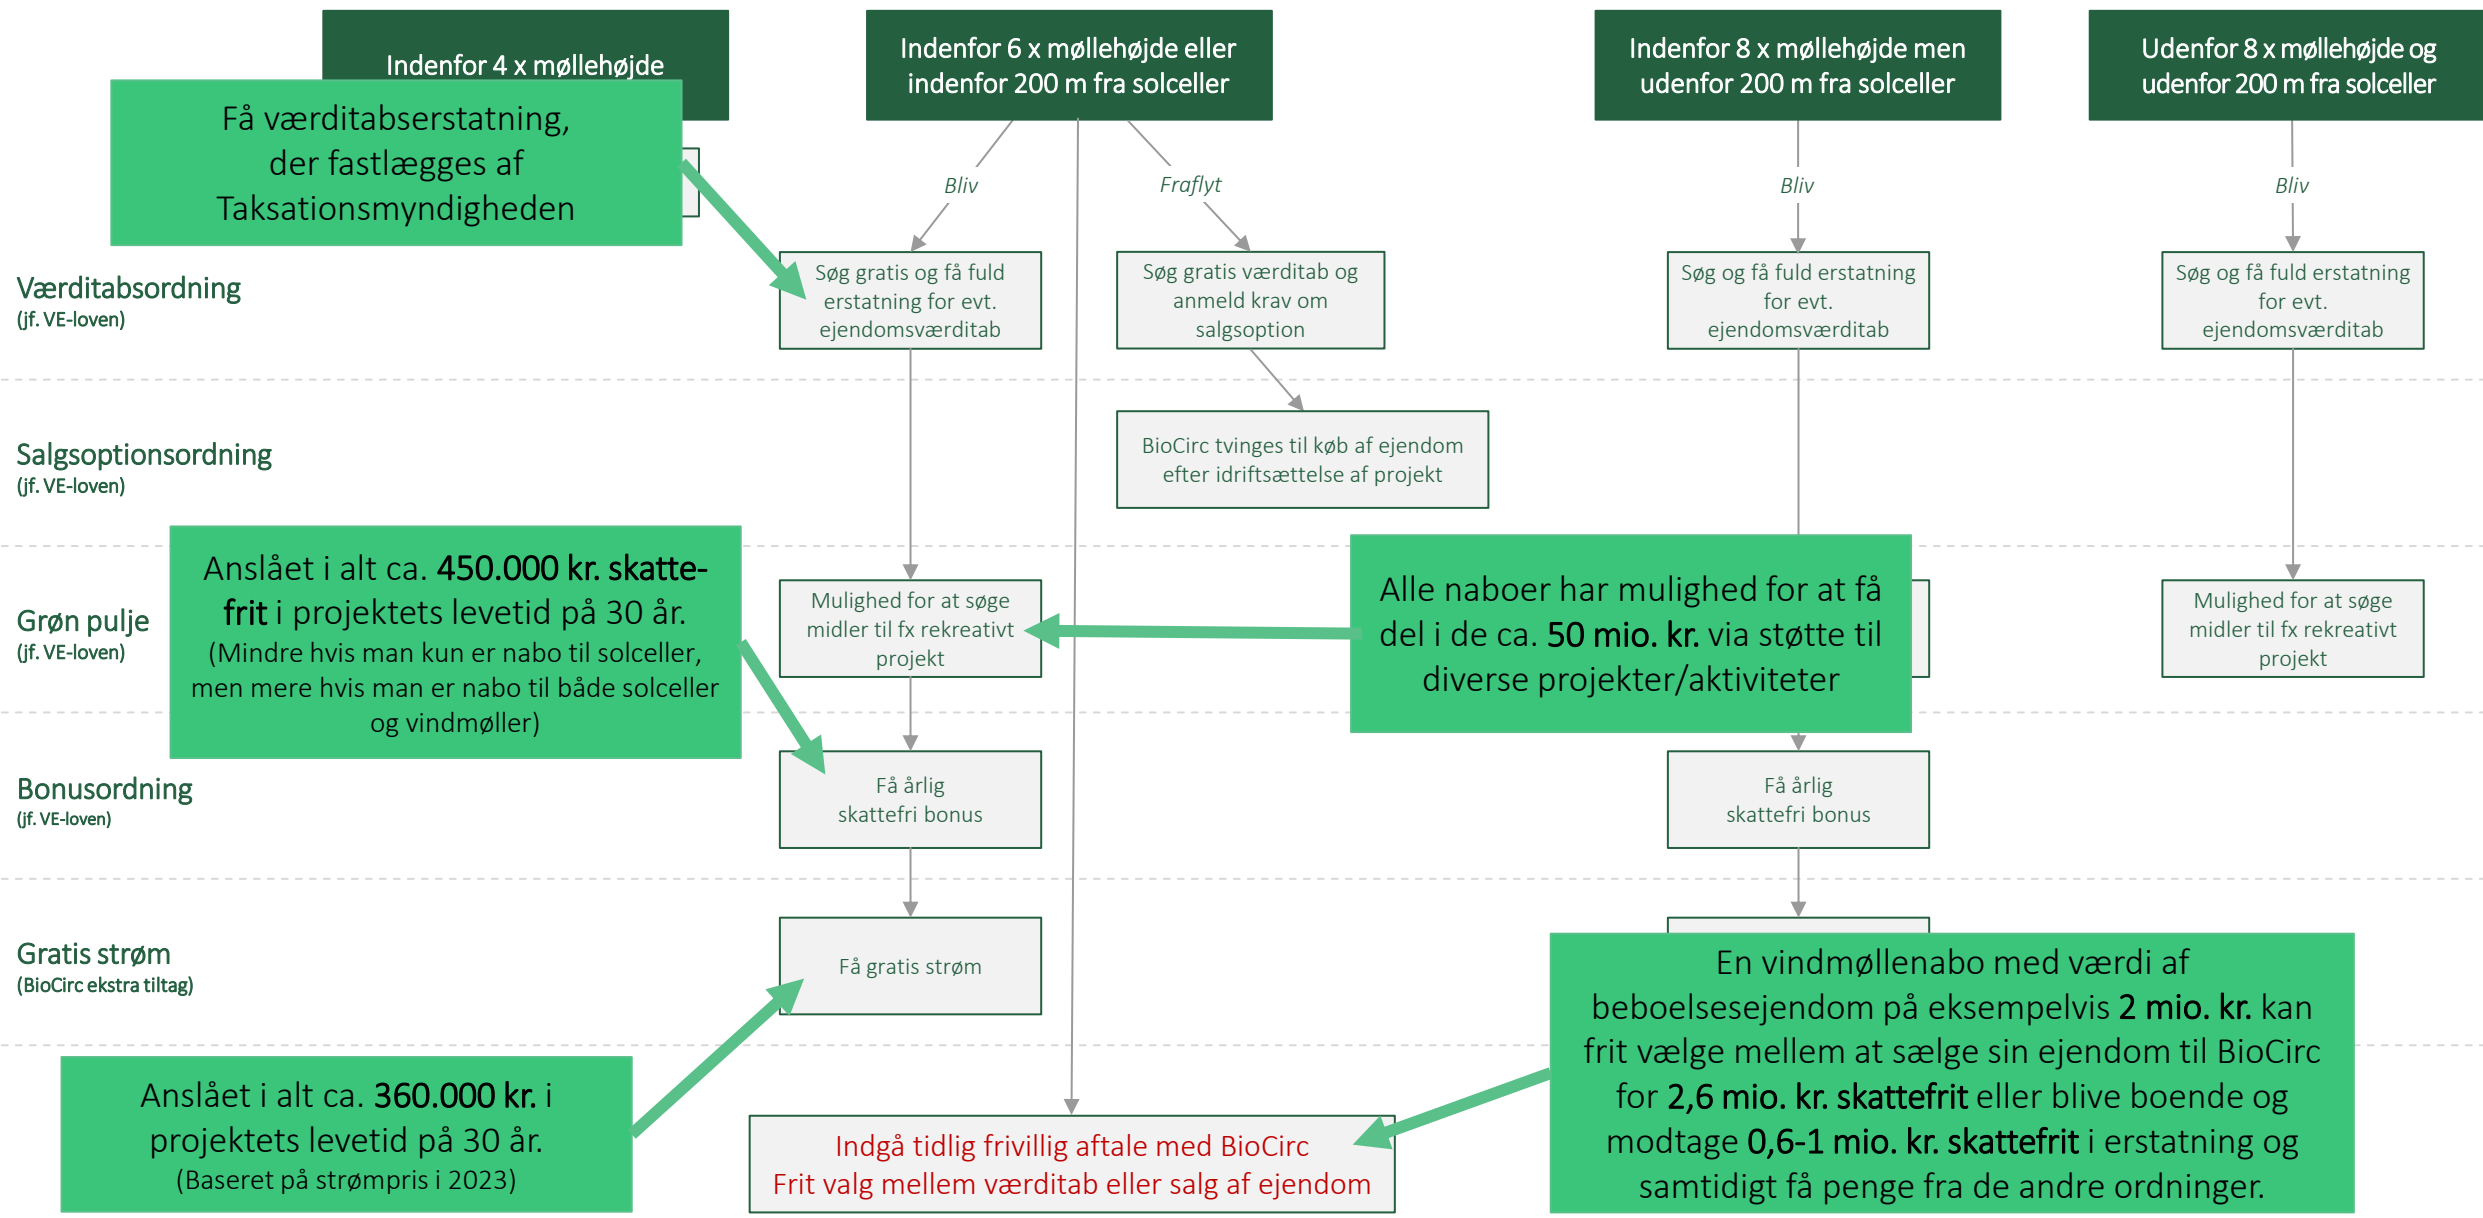 Indenfor 4 x møllehøjde
Indenfor 6 x møllehøjde eller
indenfor 200 m fra solceller
Indenfor 8 x møllehøjde men
udenfor 200 m fra solceller
Udenfor 8 x møllehøjde og
udenfor 200 m fra solceller
Få værditabserstatning,
der fastlægges af
Taksationsmyndigheden
Bliv
Fraflyt
Bliv
Bliv
Værditabsordning
(jf. VE-loven)
Søg gratis og få fuld
erstatning for evt.
ejendomsværditab
Søg gratis værditab og
anmeld krav om
salgsoption
Søg og få fuld erstatning
for evt.
ejendomsværditab
Søg og få fuld erstatning
for evt.
ejendomsværditab
Salgsoptionsordning
(jf. VE-loven)
BioCirc tvinges til køb af ejendom
efter idriftsættelse af projekt
Grøn pulje
(jf. VE-loven)
Anslået i alt ca. 450.000 kr. skatte-
frit i projektets levetid på 30 år.
(Mindre hvis man kun er nabo til solceller,
men mere hvis man er nabo til både solceller
og vindmøller)
Mulighed for at søge
midler til fx rekreativt
projekt
Alle naboer har mulighed for at få
del i de ca. 50 mio. kr. via støtte til
diverse projekter/aktiviteter
Mulighed for at søge
midler til fx rekreativt
projekt
Bonusordning
(jf. VE-loven)
Få årlig
skattefri bonus
Få årlig
skattefri bonus
Gratis strøm
(BioCirc ekstra tiltag)
Få gratis strøm
En vindmøllenabo med værdi af
beboelsesejendom på eksempelvis 2 mio. kr. kan
frit vælge mellem at sælge sin ejendom til BioCirc
for 2,6 mio. kr. skattefrit eller blive boende og
modtage 0,6-1 mio. kr. skattefrit i erstatning og
samtidigt få penge fra de andre ordninger.
Anslået i alt ca. 360.000 kr. i
projektets levetid på 30 år.
(Baseret på strømpris i 2023)
Indgå tidlig frivillig aftale med BioCirc
Frit valg mellem værditab eller salg af ejendom